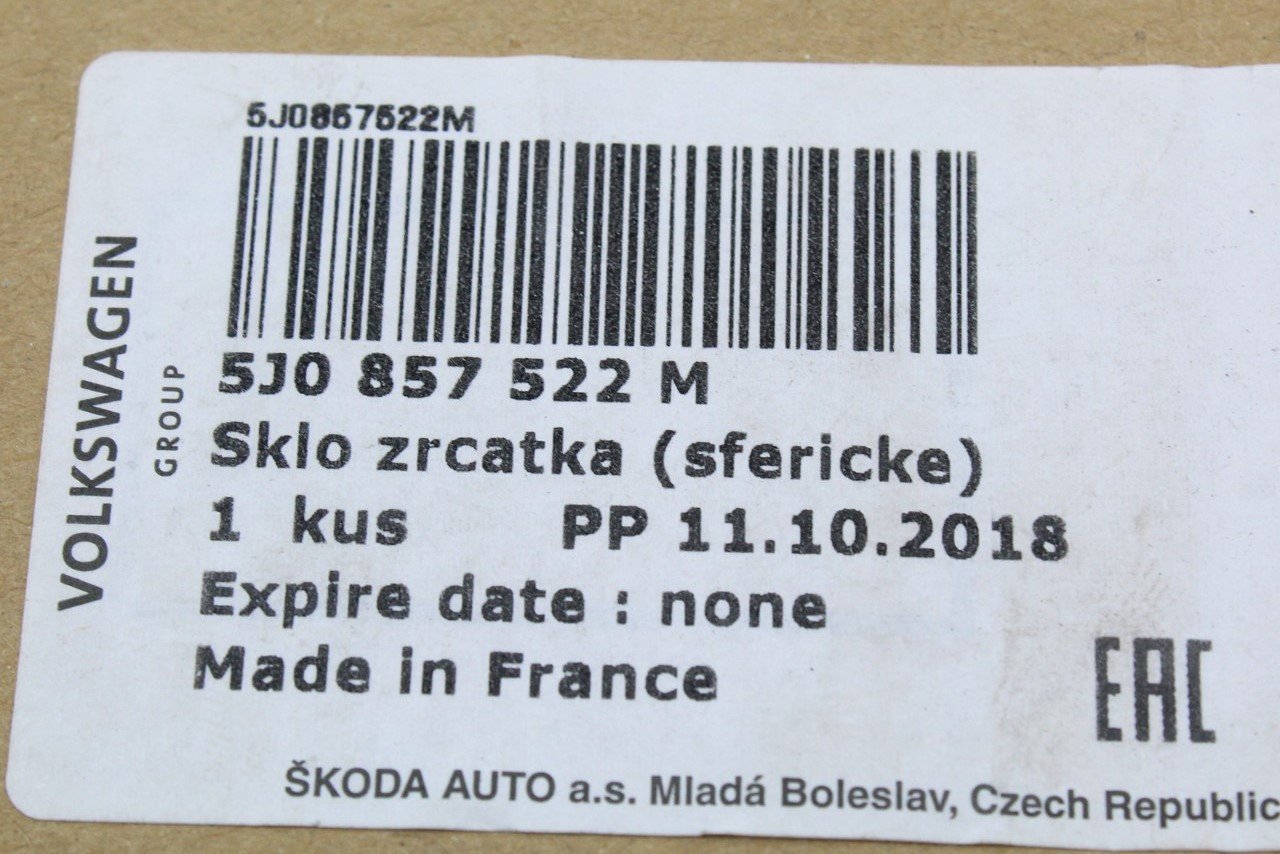 5J0857522M
5J0 857 522 M
Sklo zrcatka (sfericke)
1 kus PP 11.10.2018
Expire date : none
Made in France
VOLKSWAGEN
GROUP
EAC
ŠKODA AUTO a.s. Mladá Boleslav, Czech Republic